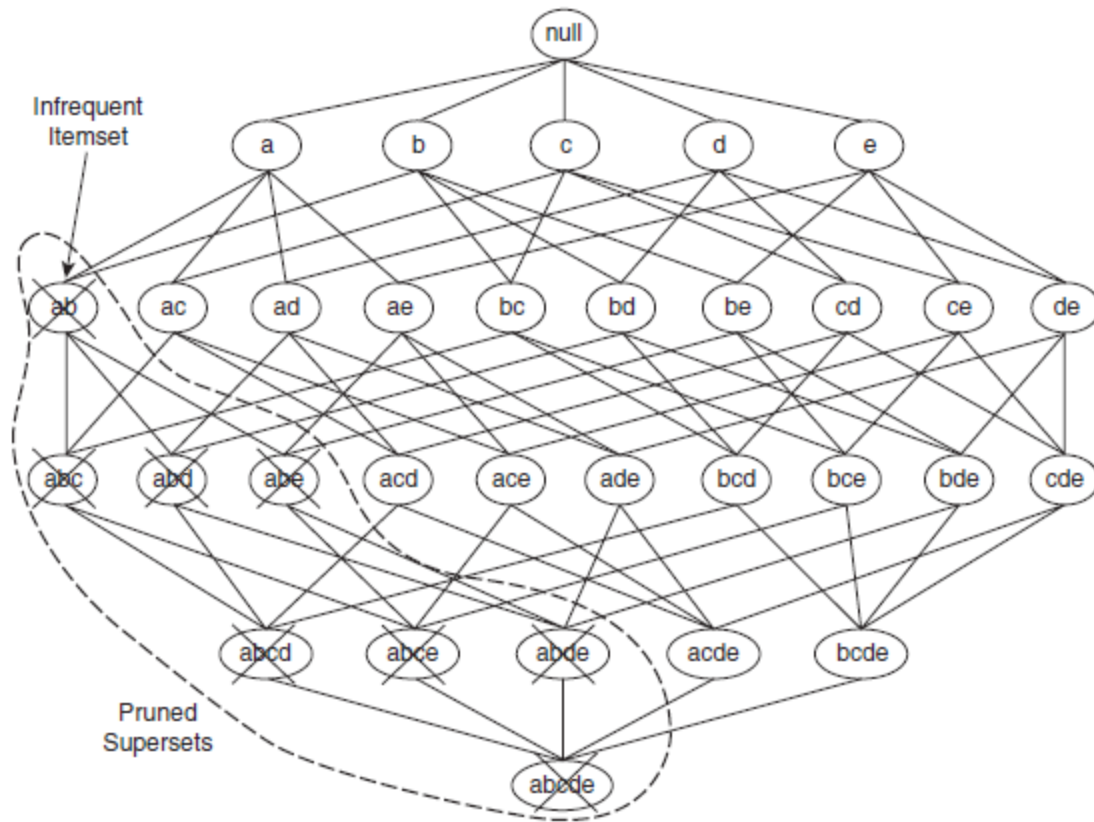 null
Infrequent
Itemset
a b c d e
ab ac ad ae bc bd be cd ce de
abc abd abe acd ace ade bcd bce bde cde
abcd abce abde acde bcde
Pruned
Supersets
abcde